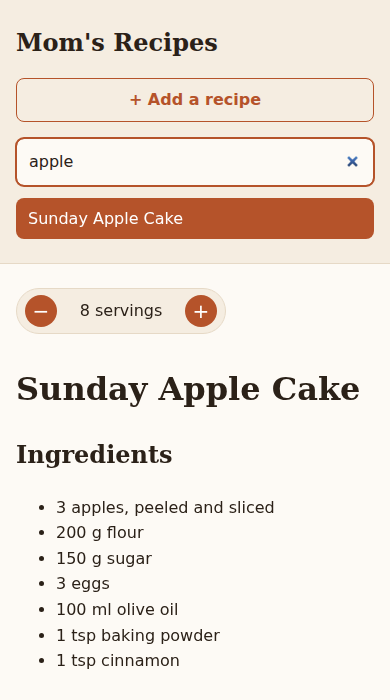 Mom's Recipes
+ Add a recipe
apple
Sunday Apple Cake
− 8 servings +
Sunday Apple Cake
Ingredients
• 3 apples, peeled and sliced
• 200 g flour
• 150 g sugar
• 3 eggs
• 100 ml olive oil
• 1 tsp baking powder
• 1 tsp cinnamon